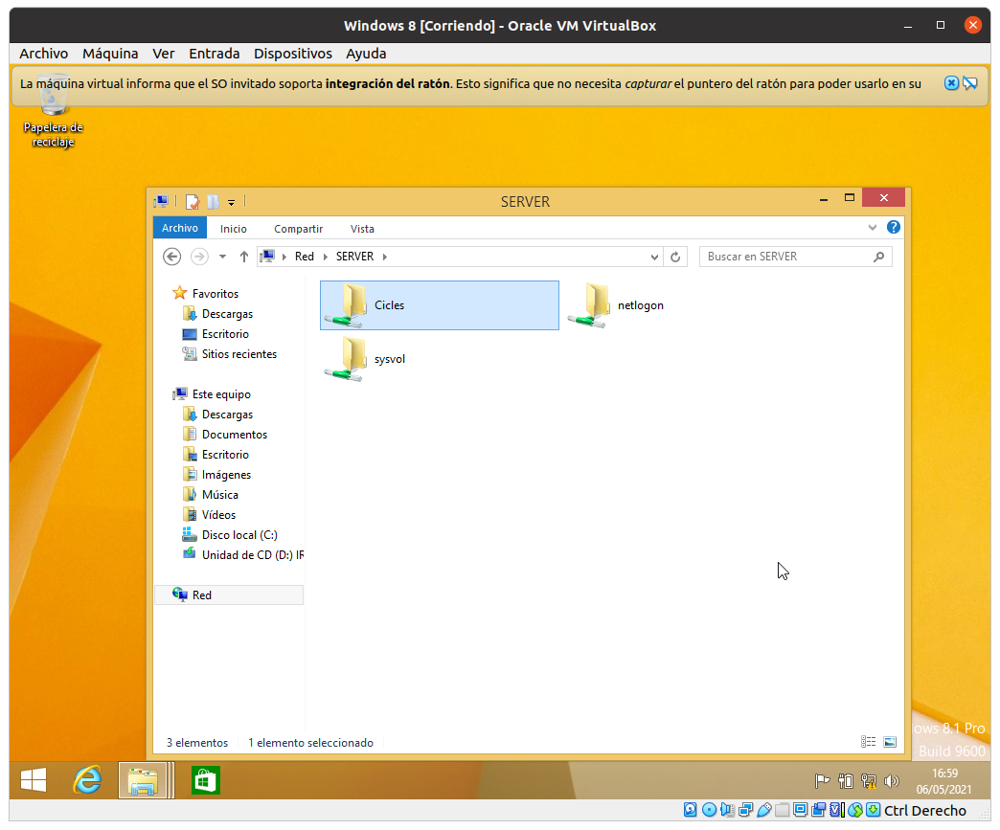 Windows 8 [Corriendo] - Oracle VM VirtualBox
Archivo Máquina Ver Entrada Dispositivos Ayuda
La máquina virtual informa que el SO invitado soporta integración del ratón. Esto significa que no necesita capturar el puntero del ratón para poder usarlo en su
Papelera de
reciclaje
SERVER
Archivo Inicio Compartir Vista
Red SERVER
Buscar en SERVER
Favoritos
Descargas
Escritorio
Sitios recientes
Este equipo
Descargas
Documentos
Escritorio
Imágenes
Música
Vídeos
Disco local (C:)
Unidad de CD (D:) IR
Red
Cicles
netlogon
sysvol
3 elementos 1 elemento seleccionado
ows 8.1 Pro
Build 9600
16:59
06/05/2021
Ctrl Derecho